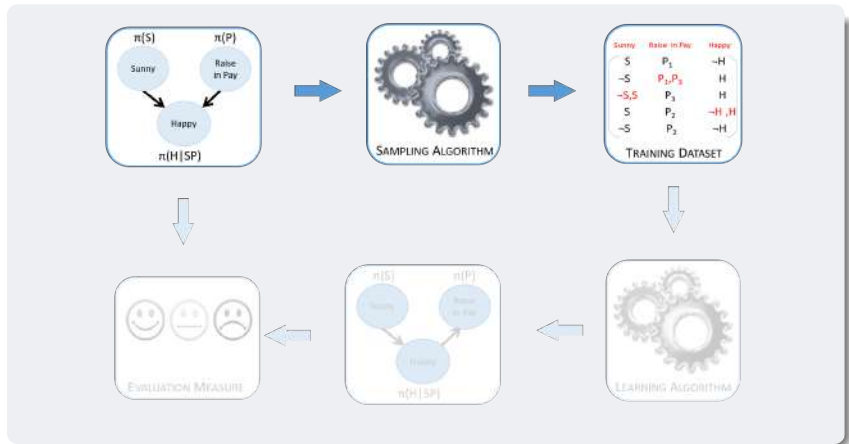 π(S) π(P)
Sunny
Raise
in Pay
Happy
π(H|SP)
SAMPLING ALGORITHM
Sunny Raise in Pay Happy
S P₁ ¬H
¬S P₂,P₃ H
¬S,S P₃ H
S P₂ ¬H ,H
¬S P₂ ¬H
TRAINING DATASET
EVALUATION MEASURE
π(S) π(P)
Sunny
Raise
in Pay
Happy
π(H|SP)
LEARNING ALGORITHM